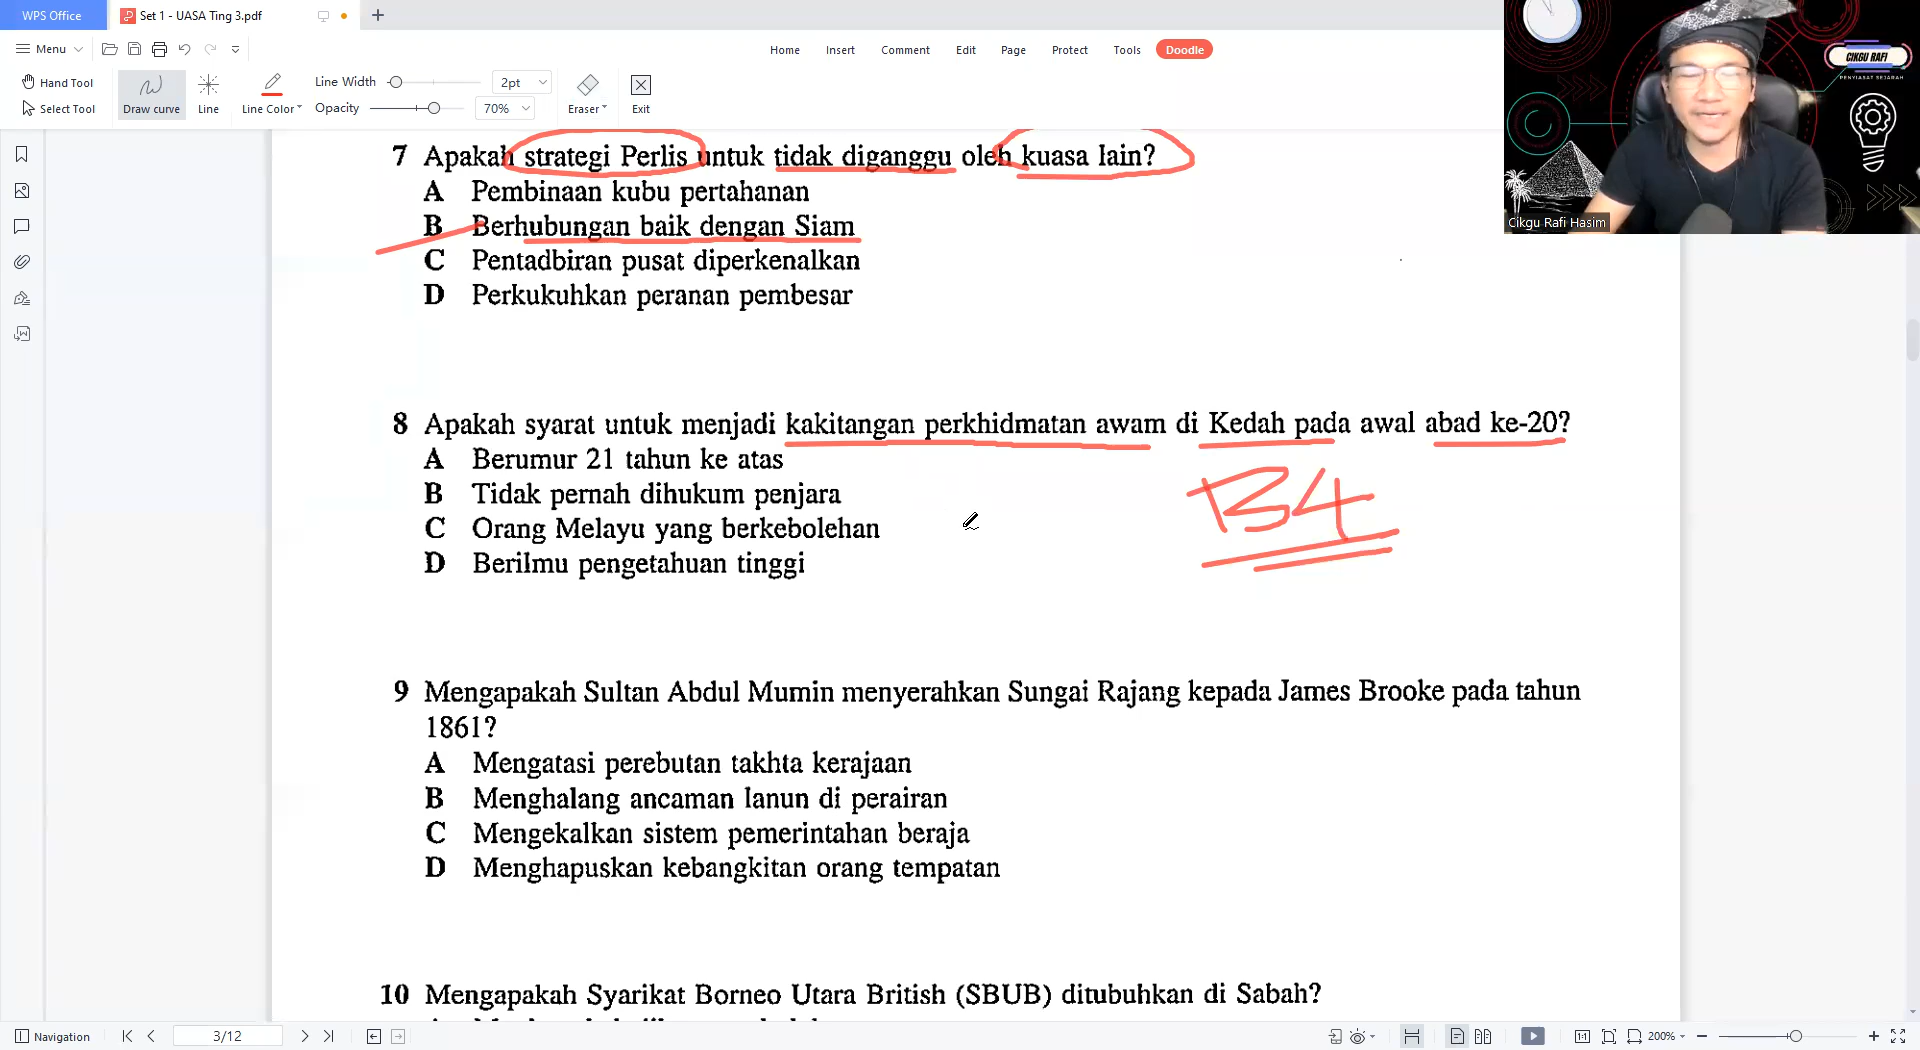 WPS Office
Set 1 - UASA Ting 3.pdf
Menu
Home Insert Comment Edit Page Protect Tools Doodle
Hand Tool
Select Tool
Draw curve
Line
Line Color
Line Width 2pt
Opacity 70%
Eraser
Exit
CIKGU RAFI
PENYIASAT SEJARAH
Cikgu Rafi Hasim
7 Apakah strategi Perlis untuk tidak diganggu oleh kuasa lain?
A Pembinaan kubu pertahanan
B Berhubungan baik dengan Siam
C Pentadbiran pusat diperkenalkan
D Perkukuhkan peranan pembesar
8 Apakah syarat untuk menjadi kakitangan perkhidmatan awam di Kedah pada awal abad ke-20?
A Berumur 21 tahun ke atas
B Tidak pernah dihukum penjara
C Orang Melayu yang berkebolehan
D Berilmu pengetahuan tinggi
B4
9 Mengapakah Sultan Abdul Mumin menyerahkan Sungai Rajang kepada James Brooke pada tahun
1861?
A Mengatasi perebutan takhta kerajaan
B Menghalang ancaman lanun di perairan
C Mengekalkan sistem pemerintahan beraja
D Menghapuskan kebangkitan orang tempatan
10 Mengapakah Syarikat Borneo Utara British (SBUB) ditubuhkan di Sabah?
Navigation
3/12
200%